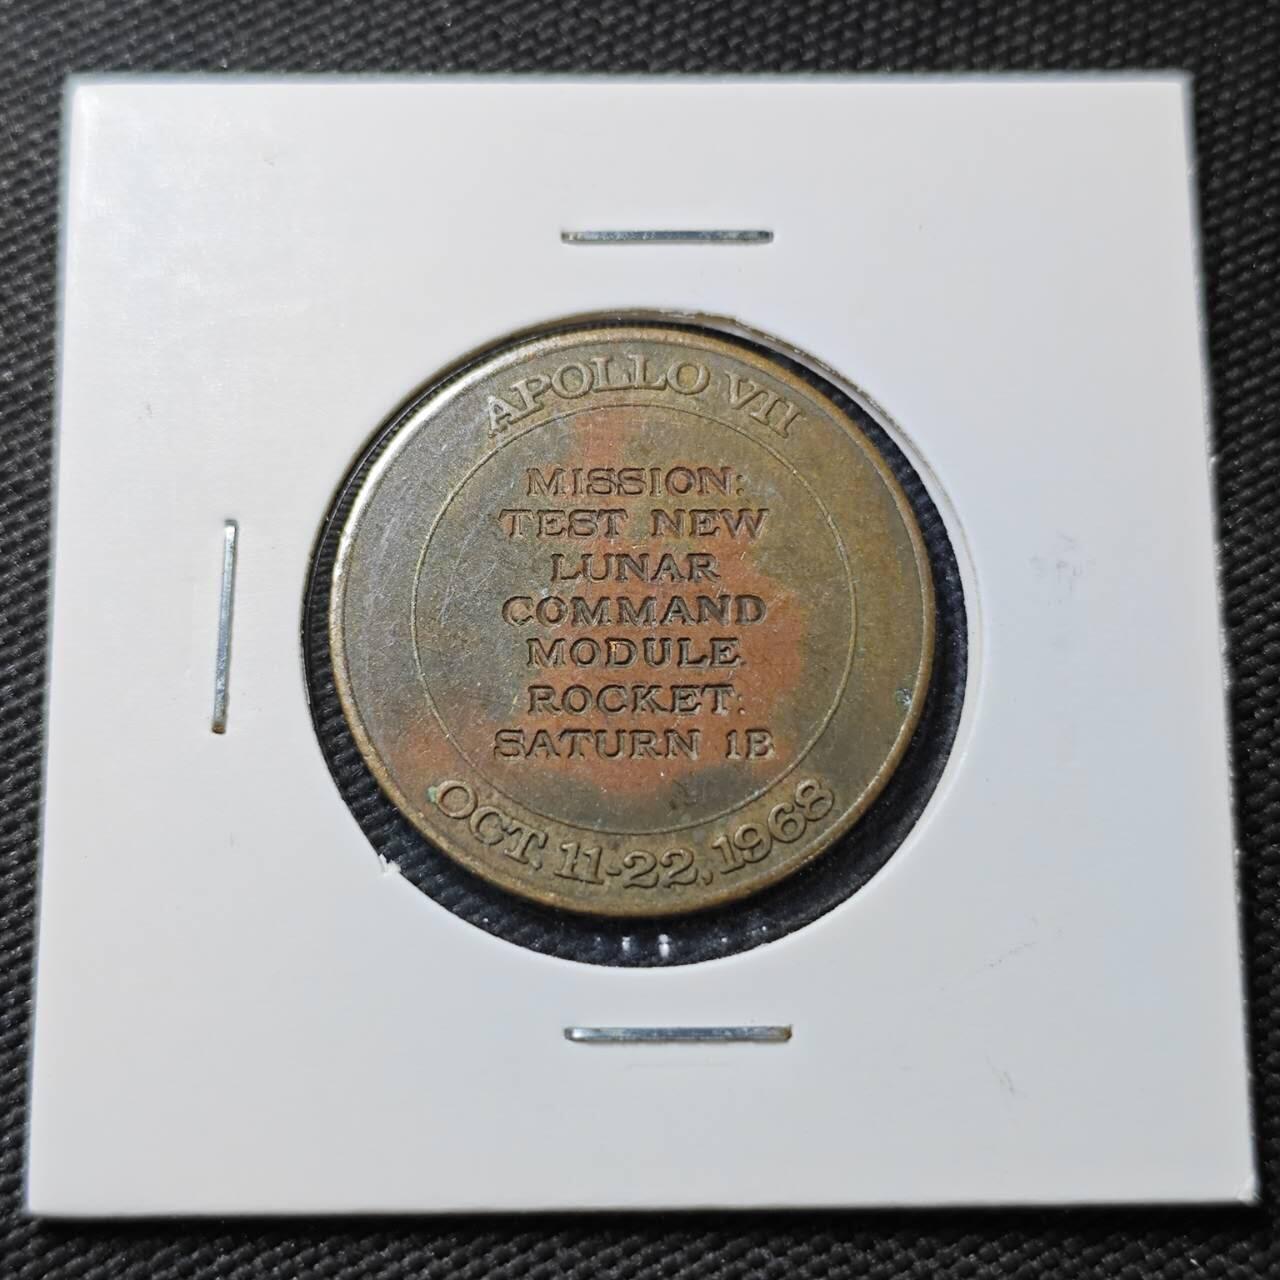 APOLLO VII
MISSION:
TEST NEW
LUNAR
COMMAND
MODULE
ROCKET:
SATURN 1B
OCT. 11-22, 1968